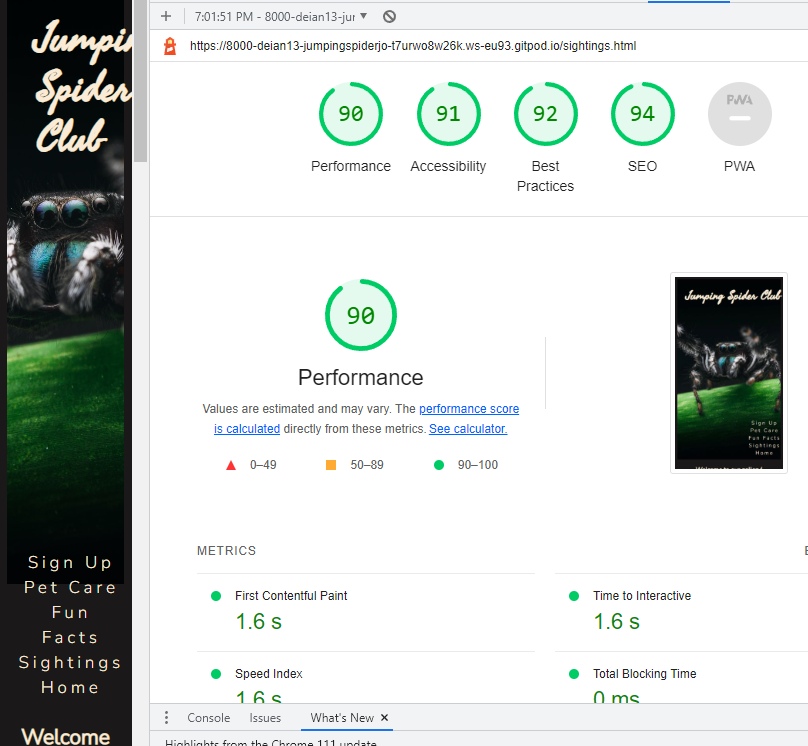 Jumping
Spider
Club
Sign Up
Pet Care
Fun
Facts
Sightings
Home
Welcome
7:01:51 PM - 8000-deian13-jur
https://8000-deian13-jumpingspiderjo-t7urwo8w26k.ws-eu93.gitpod.io/sightings.html
90
91
92
94
PWA
Performance
Accessibility
Best
Practices
SEO
PWA
90
Performance
Values are estimated and may vary. The performance score
is calculated directly from these metrics. See calculator.
0–49
50–89
90–100
Jumping Spider Club
Sign Up
Pet Care
Fun Facts
Sightings
Home
METRICS
First Contentful Paint
1.6 s
Time to Interactive
1.6 s
Speed Index
1.6 s
Total Blocking Time
0 ms
Console
Issues
What's New
Highlights from the Chrome 111 update